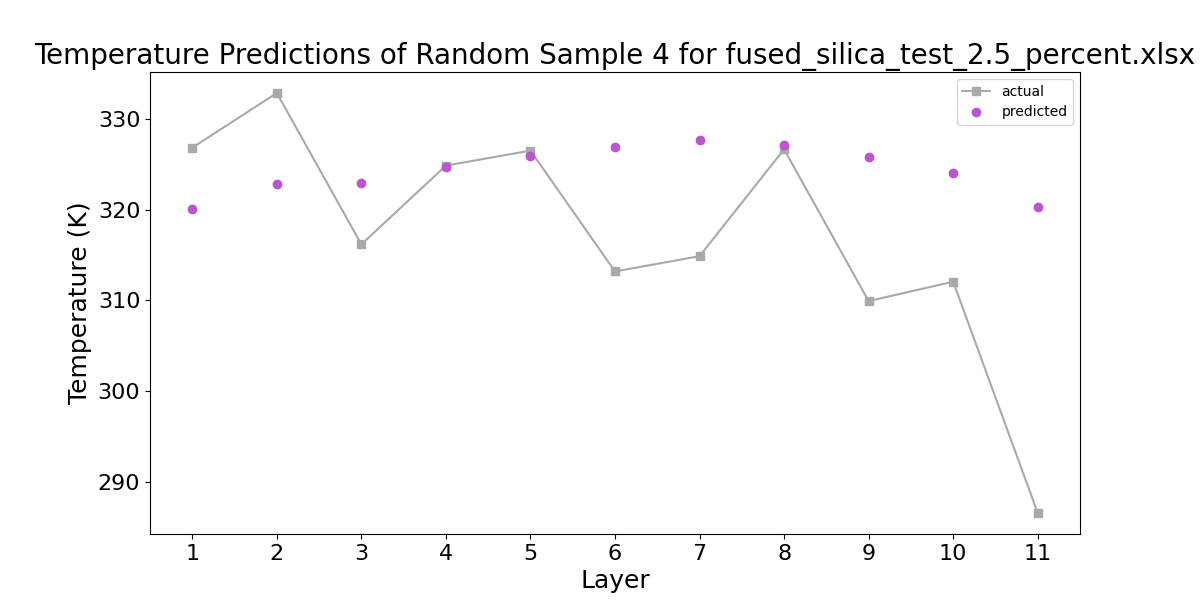 Temperature Predictions of Random Sample 4 for fused_silica_test_2.5_percent.xlsx
actual
predicted
Temperature (K)
330
320
310
300
290
1 2 3 4 5 6 7 8 9 10 11
Layer